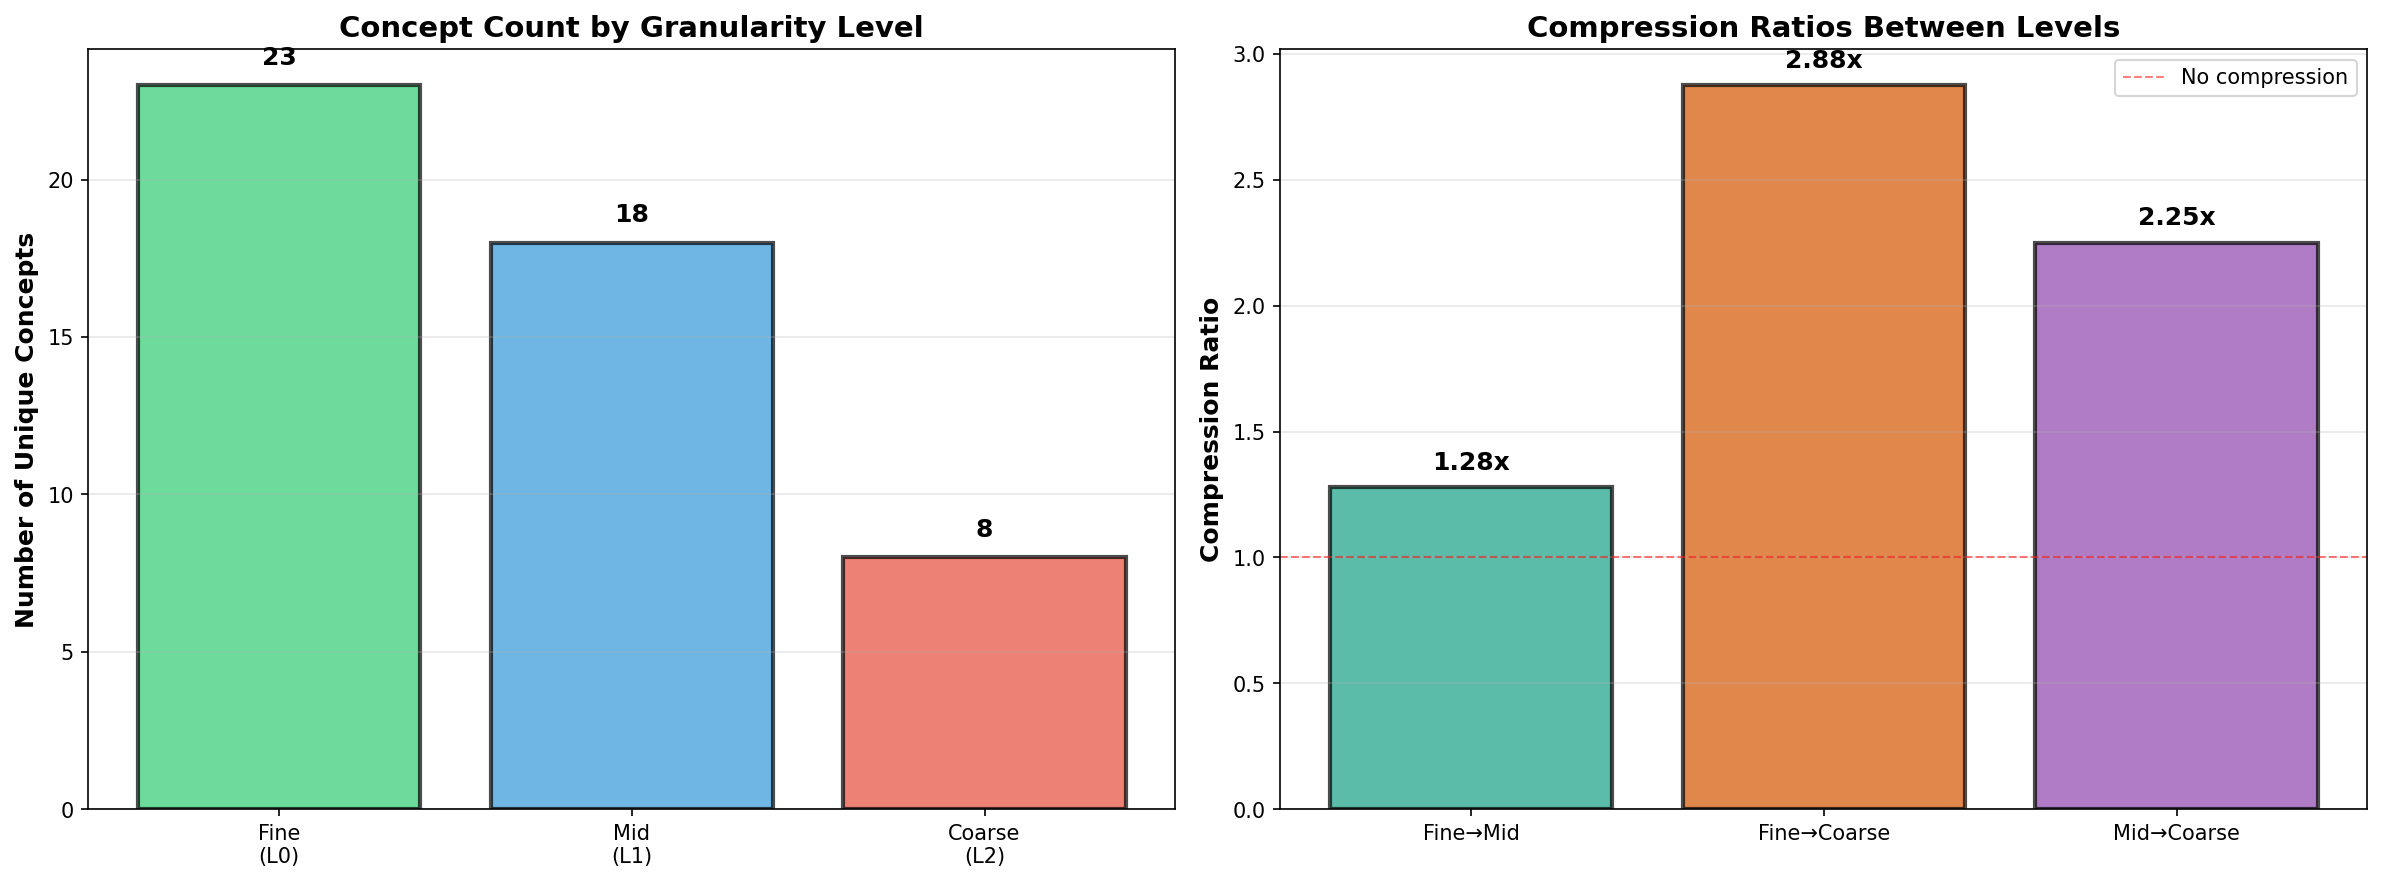 Concept Count by Granularity Level
Number of Unique Concepts
20
15
10
5
0
23
18
8
Fine
(L0)
Mid
(L1)
Coarse
(L2)
Compression Ratios Between Levels
Compression Ratio
3.0
2.5
2.0
1.5
1.0
0.5
0.0
No compression
1.28x
2.88x
2.25x
Fine→Mid
Fine→Coarse
Mid→Coarse